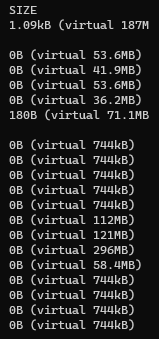 SIZE
1.09kB (virtual 187M
0B (virtual 53.6MB)
0B (virtual 41.9MB)
0B (virtual 53.6MB)
0B (virtual 36.2MB)
180B (virtual 71.1MB
0B (virtual 744kB)
0B (virtual 744kB)
0B (virtual 744kB)
0B (virtual 744kB)
0B (virtual 744kB)
0B (virtual 112MB)
0B (virtual 121MB)
0B (virtual 296MB)
0B (virtual 58.4MB)
0B (virtual 744kB)
0B (virtual 744kB)
0B (virtual 744kB)
0B (virtual 744kB)